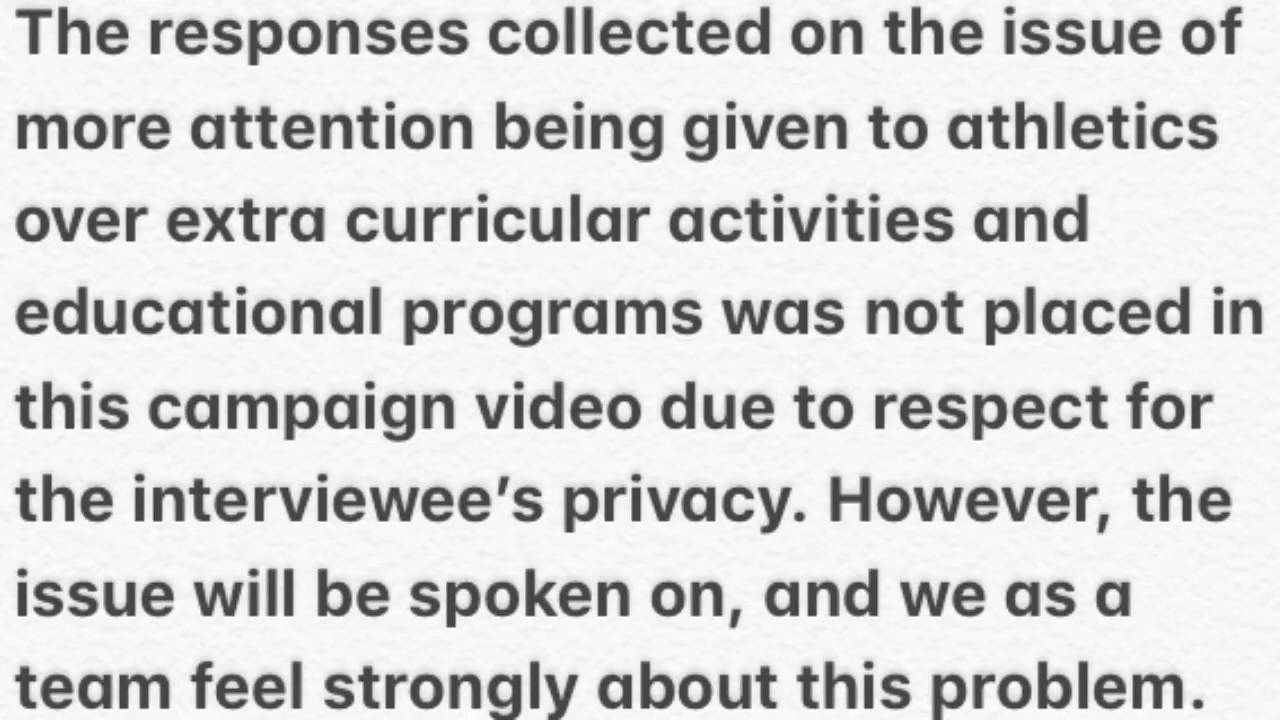 The responses collected on the issue of
more attention being given to athletics
over extra curricular activities and
educational programs was not placed in
this campaign video due to respect for
the interviewee’s privacy. However, the
issue will be spoken on, and we as a
team feel strongly about this problem.